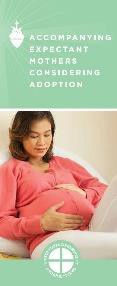 ACCOMPANYING
EXPECTANT
MOTHERS
CONSIDERING
ADOPTION